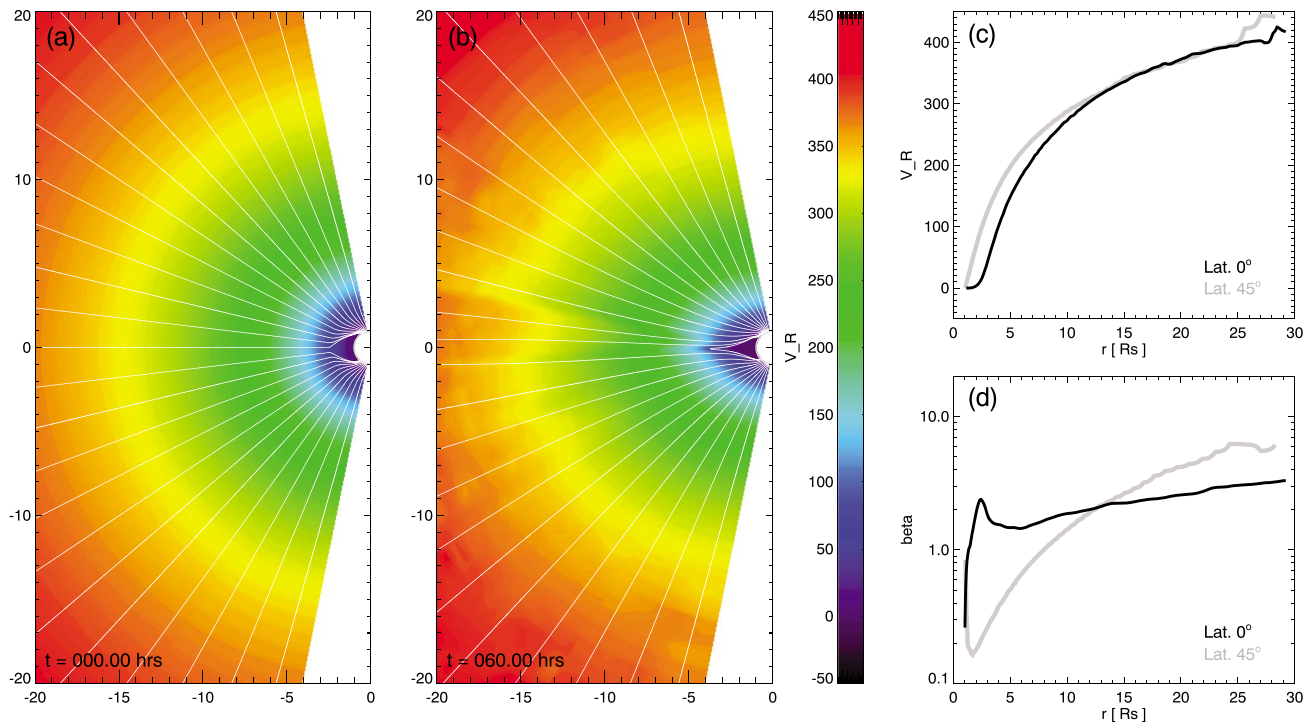 (a)
20
10
0
-10
-20
t = 000.00 hrs
-20 -15 -10 -5 0
(b)
20
10
0
-10
-20
t = 060.00 hrs
-20 -15 -10 -5 0
V_R
450
400
350
300
250
200
150
100
50
0
-50
(c)
V_R
400
300
200
100
0
Lat. 0°
Lat. 45°
0 5 10 15 20 25 30
r [ Rs ]
(d)
beta
10.0
1.0
0.1
Lat. 0°
Lat. 45°
0 5 10 15 20 25 30
r [ Rs ]